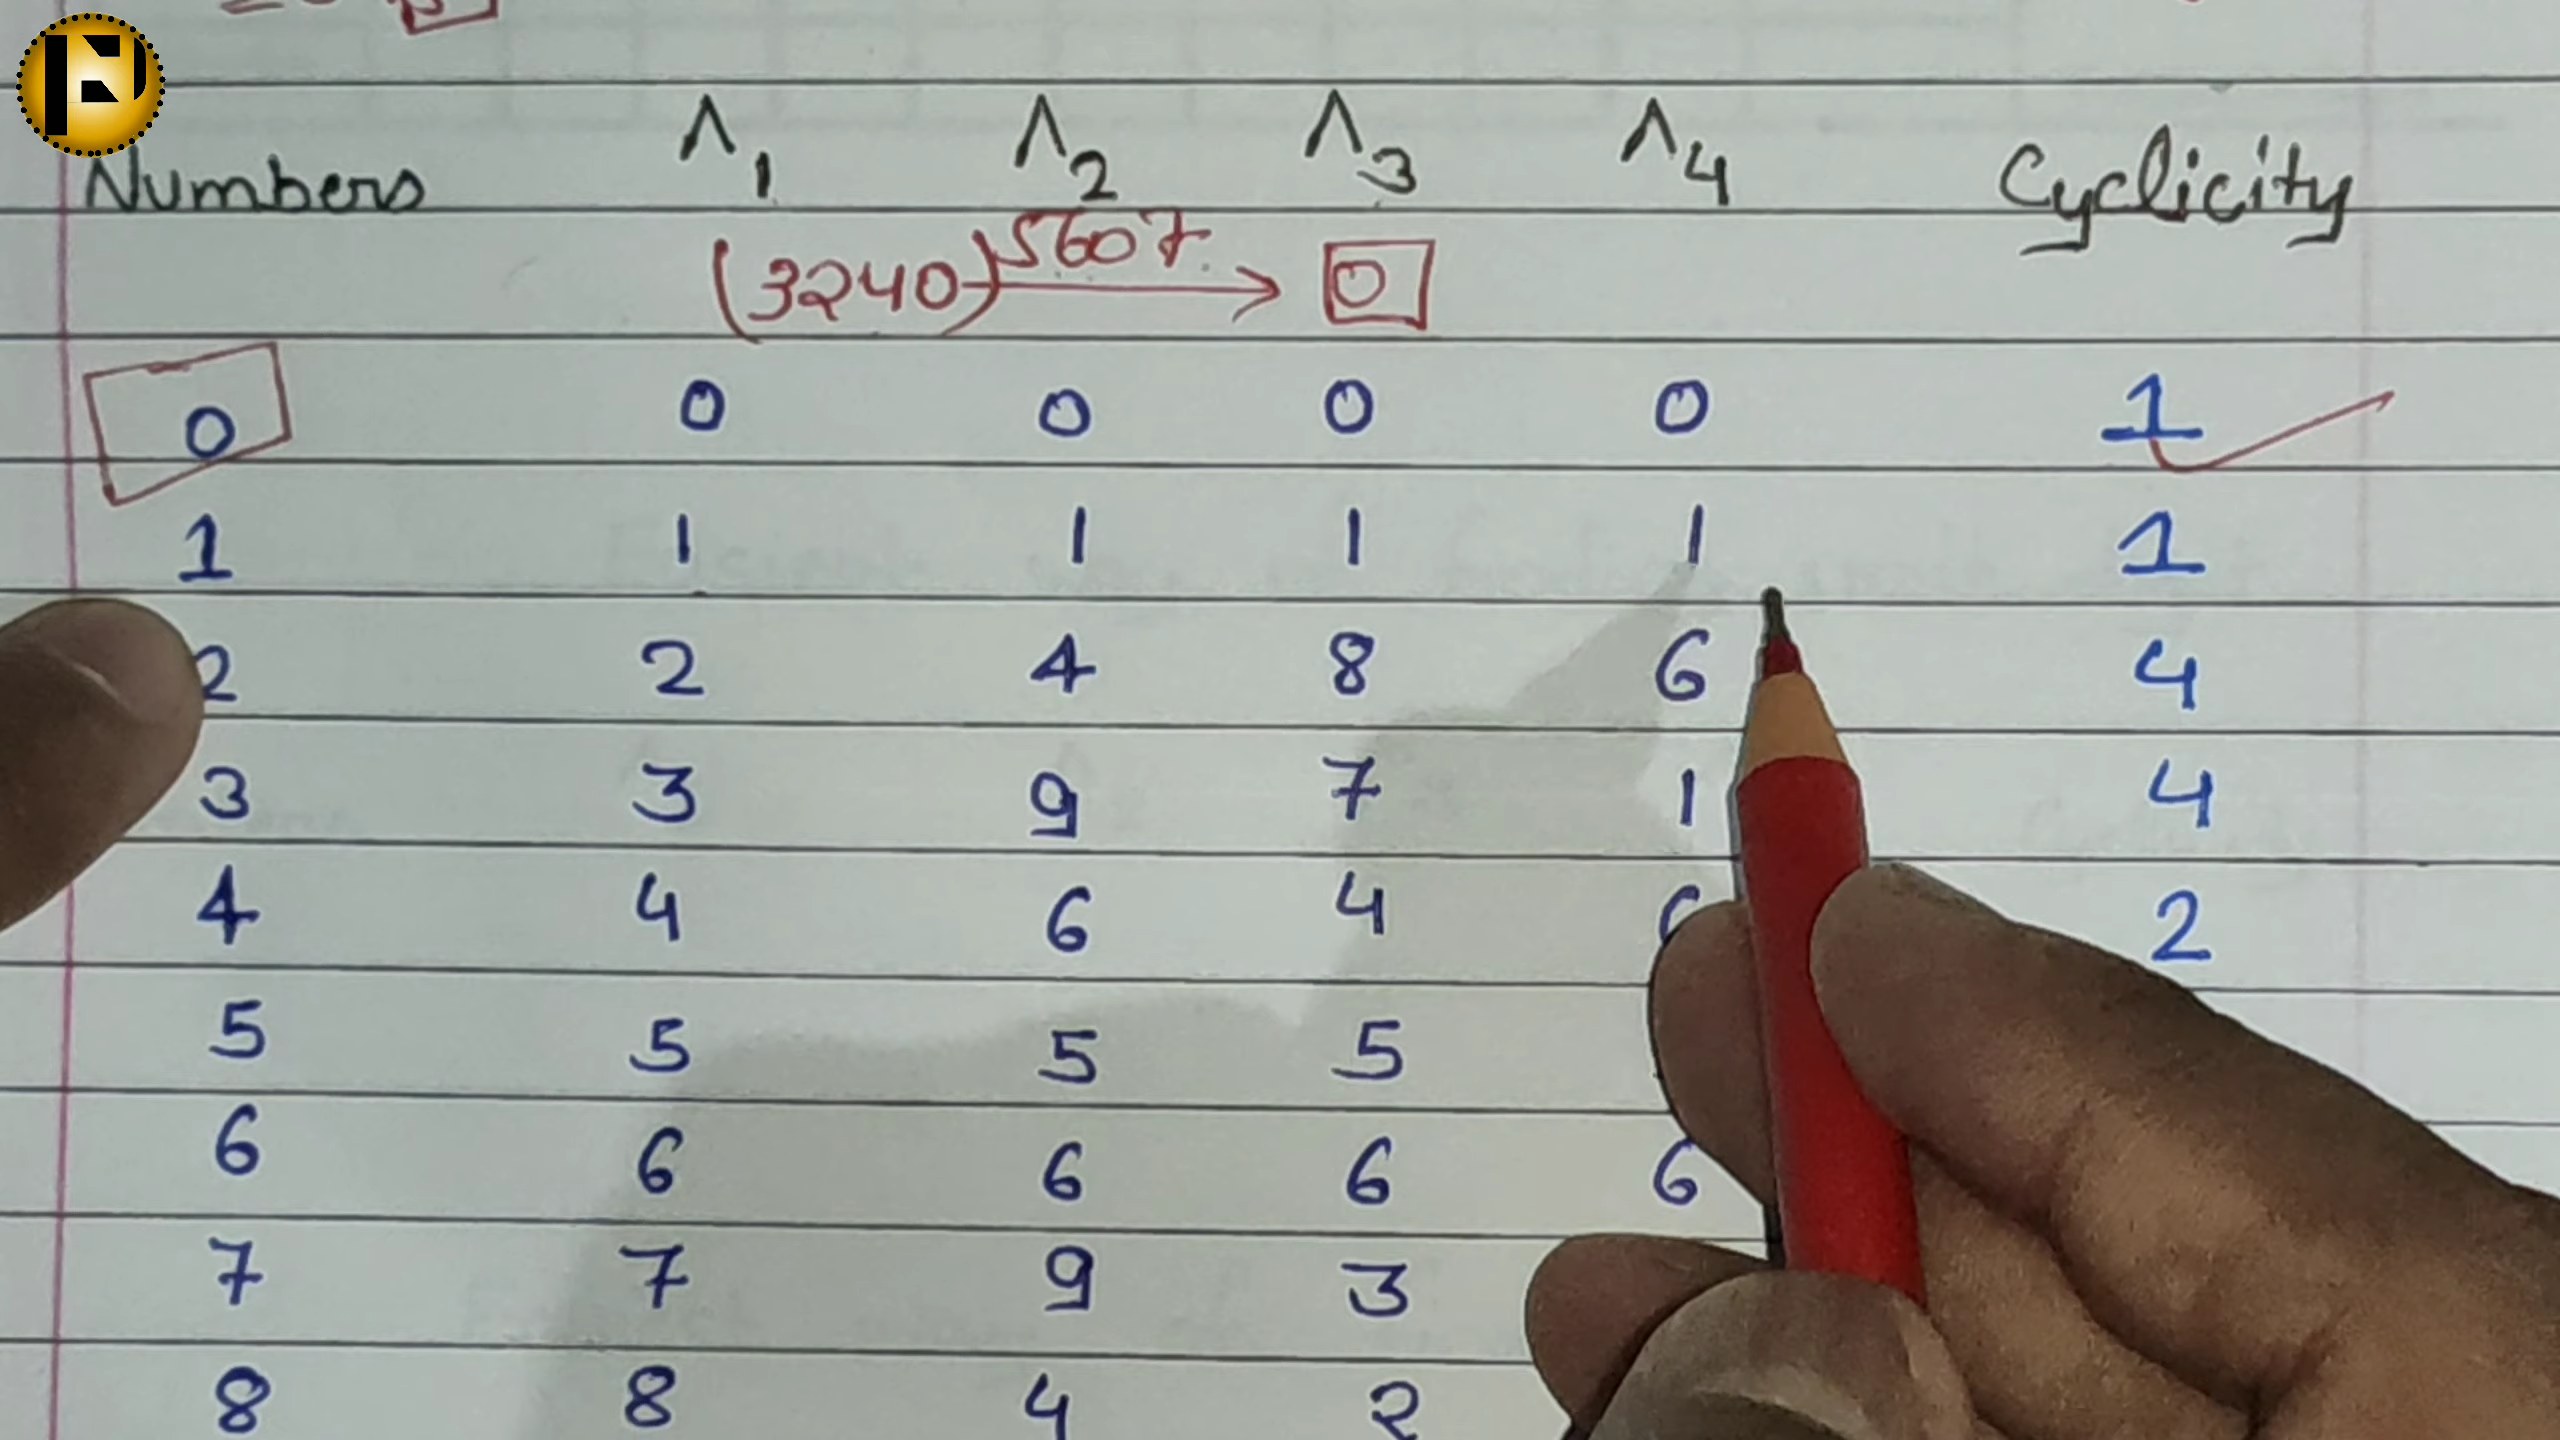 Numbers ^1 ^2 ^3 ^4 Cyclicity
(3240)5607 → 0
0 0 0 0 0 1
1 1 1 1 1 1
2 2 4 8 6 4
3 3 9 7 1 4
4 4 6 4 6 2
5 5 5 5
6 6 6 6 6
7 7 9 3
8 8 4 2